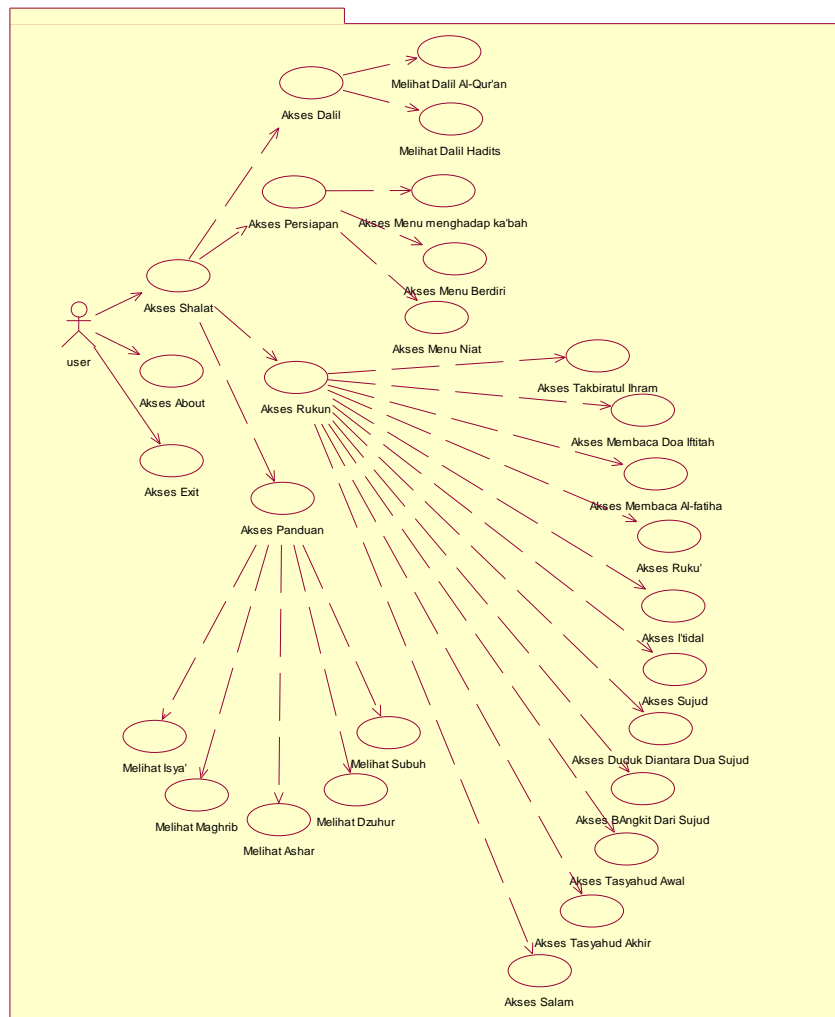 Melihat Dalil Al-Qur'an
Akses Dalil
Melihat Dalil Hadits
Akses Persiapan
Akses Menu menghadap ka'bah
Akses Menu Berdiri
Akses Shalat
Akses Menu Niat
user
Akses Takbiratul Ihram
Akses About
Akses Rukun
Akses Membaca Doa Iftitah
Akses Exit
Akses Membaca Al-fatiha
Akses Panduan
Akses Ruku'
Akses I'tidal
Akses Sujud
Akses Duduk Diantara Dua Sujud
Melihat Isya'
Melihat Subuh
Akses BAngkit Dari Sujud
Melihat Maghrib
Melihat Dzuhur
Melihat Ashar
Akses Tasyahud Awal
Akses Tasyahud Akhir
Akses Salam